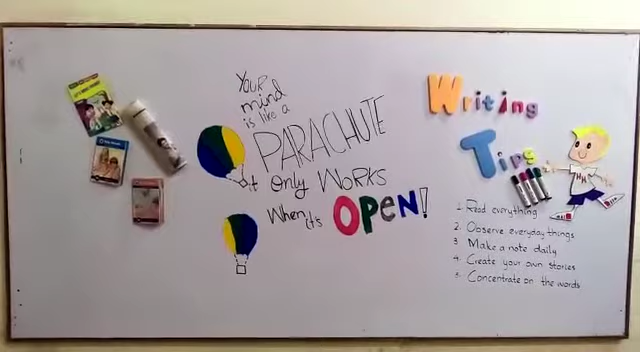 Your
mind
is like a
PARACHUTE
it only WORKS
When it's OPEN!
Writing
Tips
1. Read everything
2. Observe everyday things
3. Make a note daily
4. Create your own stories
5. Concentrate on the words